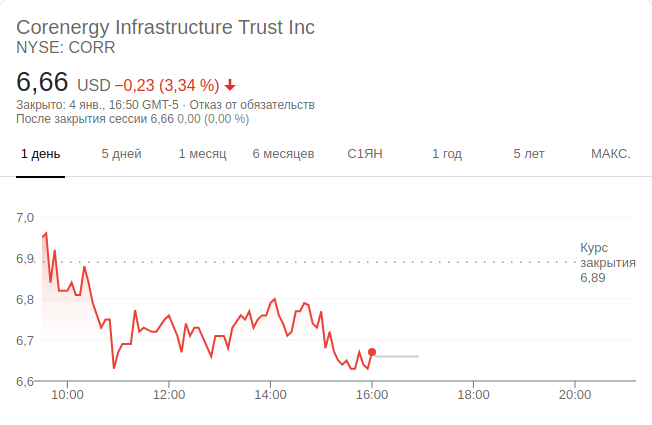 Corenergy Infrastructure Trust Inc
NYSE: CORR
6,66 USD −0,23 (3,34 %)
Закрыто: 4 янв., 16:50 GMT-5 · Отказ от обязательств
После закрытия сессии 6,66 0,00 (0,00 %)
1 день 5 дней 1 месяц 6 месяцев С1ЯН 1 год 5 лет МАКС.
7,0
6,9
Курс
закрытия
6,89
6,8
6,7
6,6
10:00 12:00 14:00 16:00 18:00 20:00